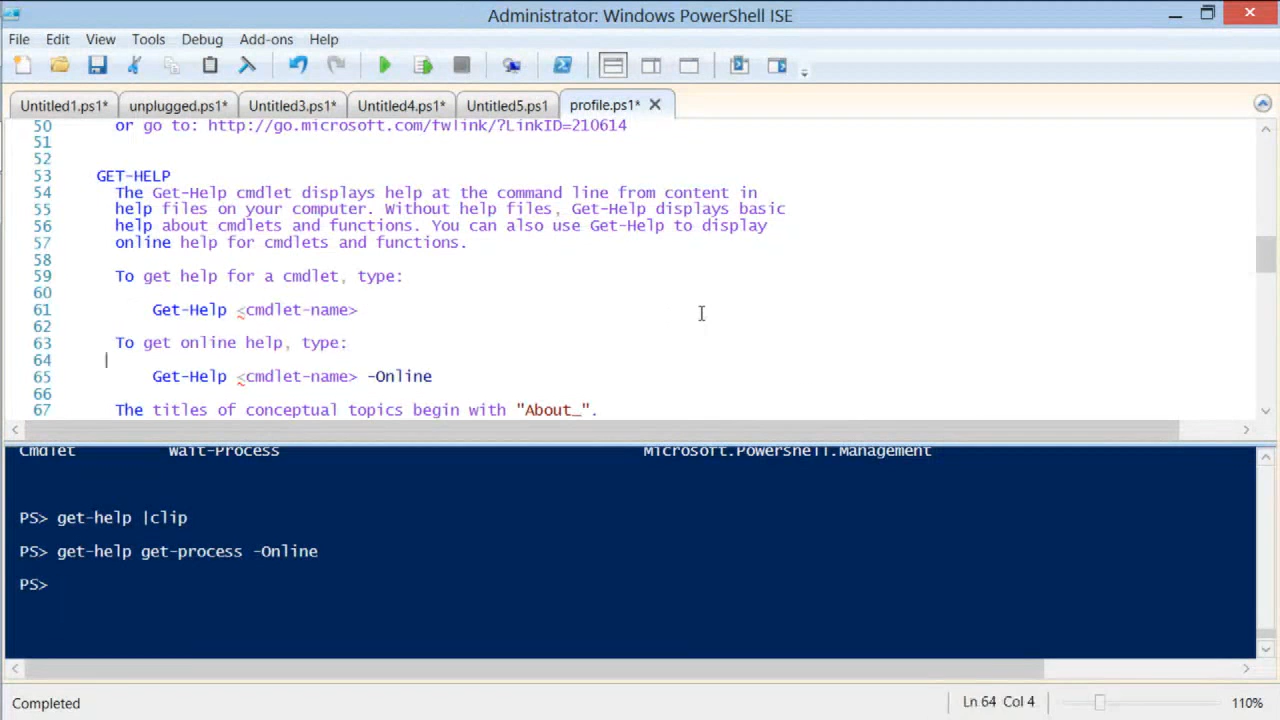 Administrator: Windows PowerShell ISE
File Edit View Tools Debug Add-ons Help
Untitled1.ps1* unplugged.ps1* Untitled3.ps1* Untitled4.ps1* Untitled5.ps1 profile.ps1*
50 or go to: http://go.microsoft.com/fwlink/?LinkID=210614
51
52
53 GET-HELP
54 The Get-Help cmdlet displays help at the command line from content in
55 help files on your computer. Without help files, Get-Help displays basic
56 help about cmdlets and functions. You can also use Get-Help to display
57 online help for cmdlets and functions.
58
59 To get help for a cmdlet, type:
60
61 Get-Help <cmdlet-name>
62
63 To get online help, type:
64
65 Get-Help <cmdlet-name> -Online
66
67 The titles of conceptual topics begin with "About_".
Cmdlet Wait-Process Microsoft.PowerShell.Management
PS> get-help |clip
PS> get-help get-process -Online
PS>
Completed Ln 64 Col 4 110%